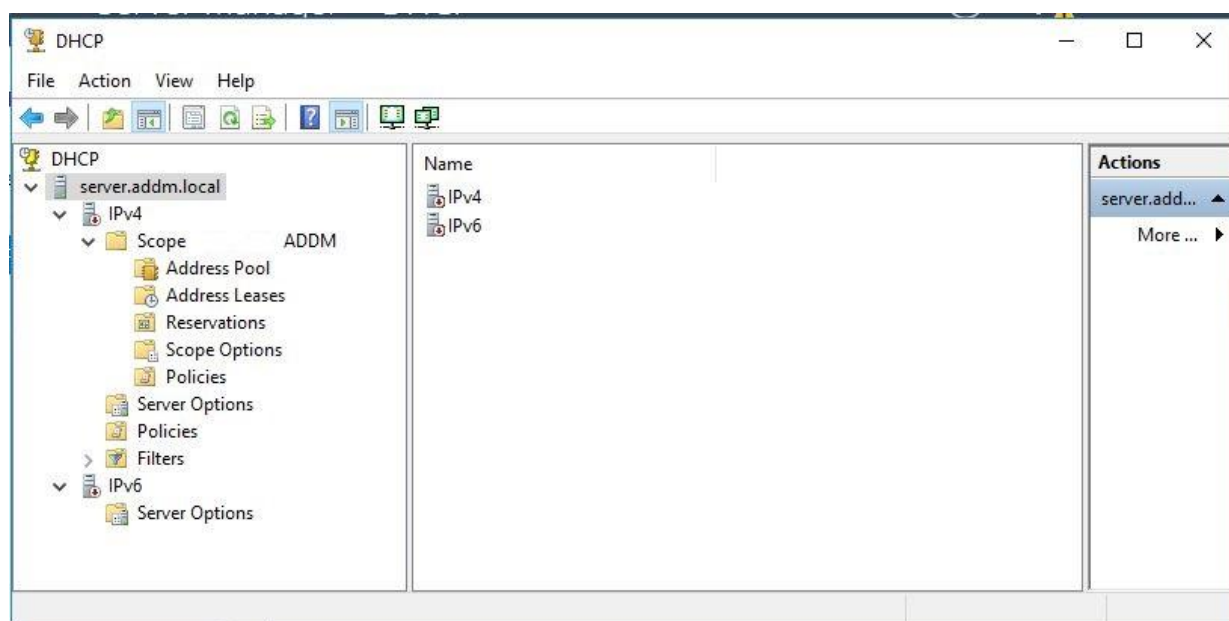 DHCP
File Action View Help
DHCP
server.addm.local
IPv4
Scope ADDM
Address Pool
Address Leases
Reservations
Scope Options
Policies
Server Options
Policies
Filters
IPv6
Server Options
Name
IPv4
IPv6
Actions
server.add...
More ...